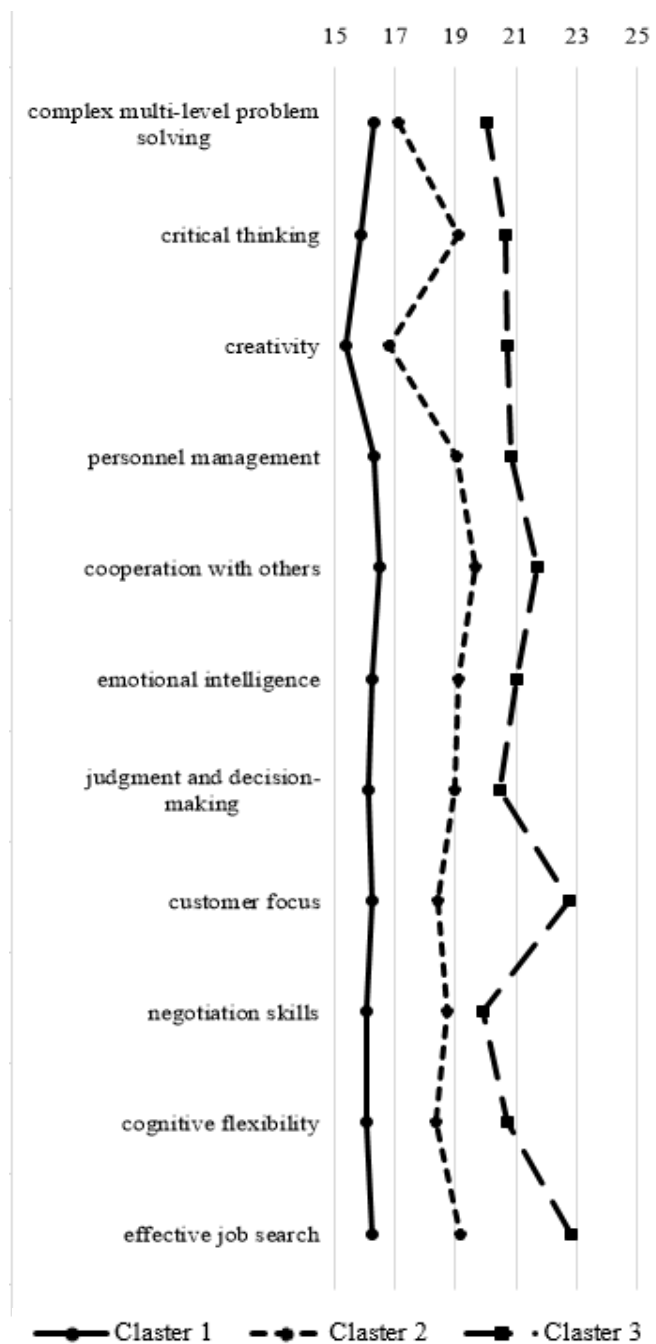 15 17 19 21 23 25
complex multi-level problem
solving
critical thinking
creativity
personnel management
cooperation with others
emotional intelligence
judgment and decision-
making
customer focus
negotiation skills
cognitive flexibility
effective job search
Claster 1 Claster 2 Claster 3